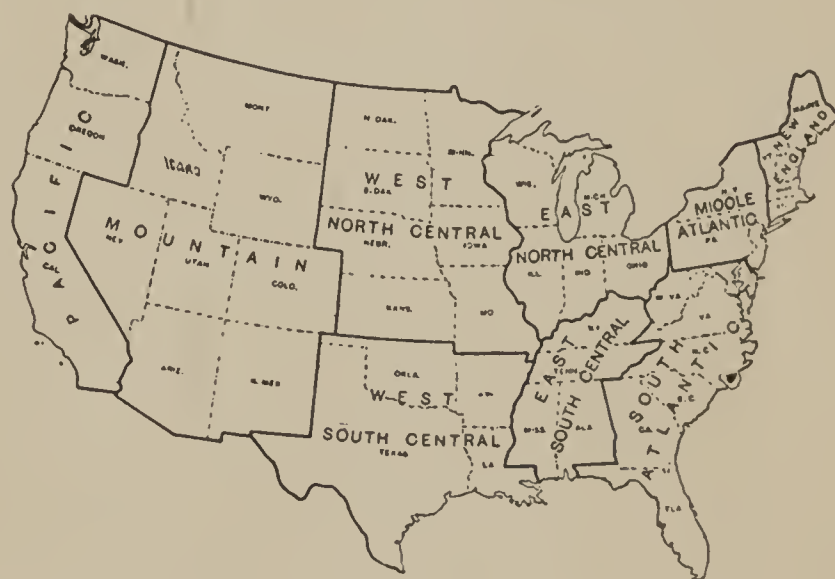 WASH.
OREGON
PACIFIC
CAL
MONT
IDAHO
WYO.
MOUNTAIN
NEV
UTAH
COLO.
ARIZ.
N. MEX
N. DAK.
MINN.
WEST
S. DAK.
NORTH CENTRAL
NEBR.
IOWA
KANS.
MO
WIS.
MICH
EAST
NORTH CENTRAL
ILL
IND
OHIO
OKLA.
WEST
SOUTH CENTRAL
TEXAS
LA
EAST
SOUTH CENTRAL
KY
TENN
MISS
ALA
N.Y
MIDDLE
ATLANTIC
PA
NEW
ENGLAND
MAINE
W. VA
VA
N.C
S.C
SOUTH
ATLANTIC
GA
FLA